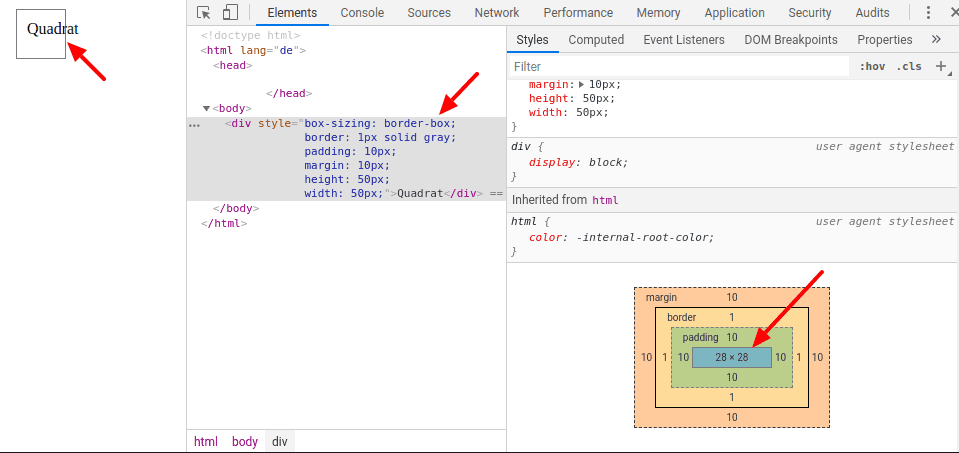 Quadrat
Elements Console Sources Network Performance Memory Application Security Audits
<!doctype html>
<html lang="de">
<head>
</head>
<body>
<div style="box-sizing: border-box;
border: 1px solid gray;
padding: 10px;
margin: 10px;
height: 50px;
width: 50px;">Quadrat</div> ==
</body>
</html>
html body div
Styles Computed Event Listeners DOM Breakpoints Properties »
Filter :hov .cls +
margin: 10px;
height: 50px;
width: 50px;
}
div { user agent stylesheet
display: block;
}
Inherited from html
html { user agent stylesheet
color: -internal-root-color;
}
margin 10
border 1
padding 10
10 1 10 28 × 28 10 1 10
10
1
10